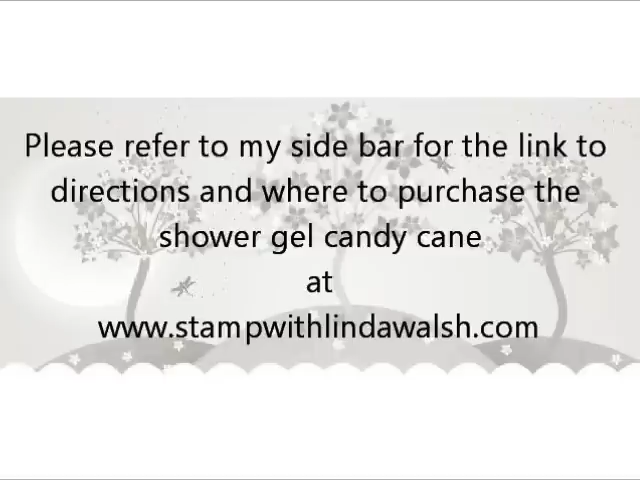 Please refer to my side bar for the link to
directions and where to purchase the
shower gel candy cane
at
www.stampwithlindawalsh.com